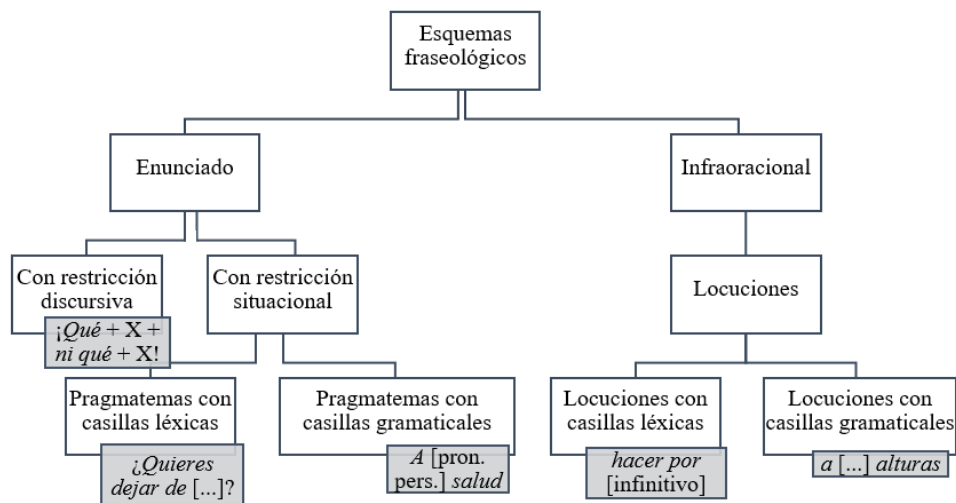 Esquemas
fraseológicos
Enunciado
Infraoracional
Con restricción
discursiva
¡Qué + X +
ni qué + X!
Con restricción
situacional
Locuciones
Pragmatemas con
casillas léxicas
¿Quieres
dejar de [...]?
Pragmatemas con
casillas gramaticales
A [pron.
pers.] salud
Locuciones con
casillas léxicas
hacer por
[infinitivo]
Locuciones con
casillas gramaticales
a [...] alturas